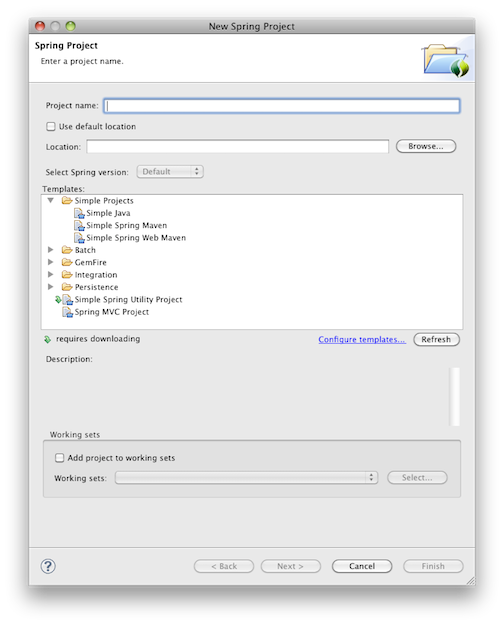 New Spring Project
Spring Project
Enter a project name.
Project name:
Use default location
Location:
Browse...
Select Spring version:
Default
Templates:
Simple Projects
Simple Java
Simple Spring Maven
Simple Spring Web Maven
Batch
GemFire
Integration
Persistence
Simple Spring Utility Project
Spring MVC Project
requires downloading
Configure templates...
Refresh
Description:
Working sets
Add project to working sets
Working sets:
Select...
?
< Back
Next >
Cancel
Finish